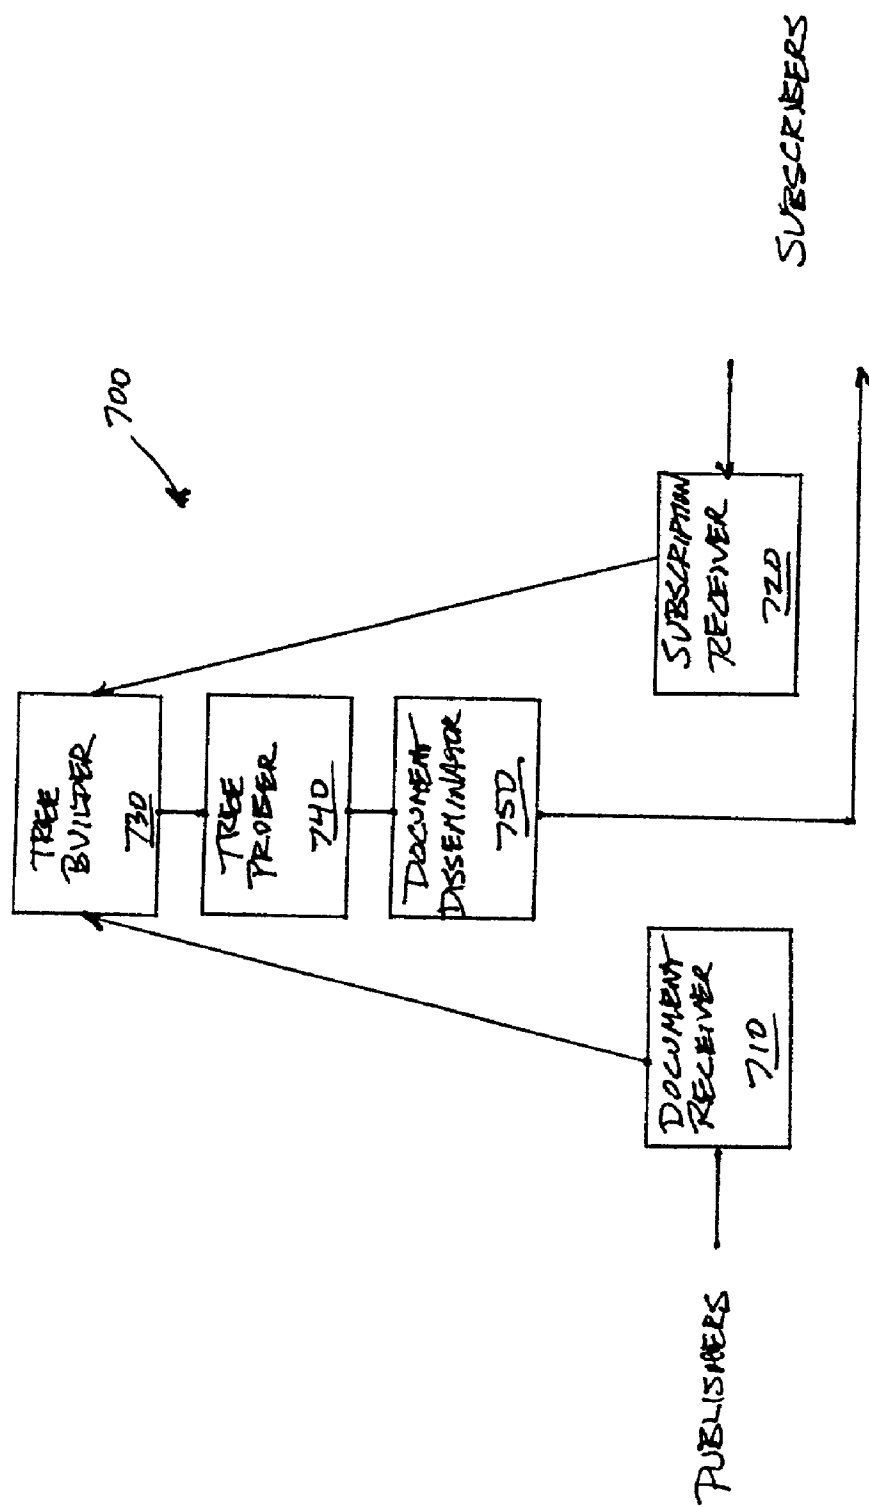 700
TREE
BUILDER
730
TREE
PROBER
740
DOCUMENT
DISSEMINATOR
750
DOCUMENT
RECEIVER
710
SUBSCRIPTION
RECEIVER
720
PUBLISHERS
SUBSCRIBERS